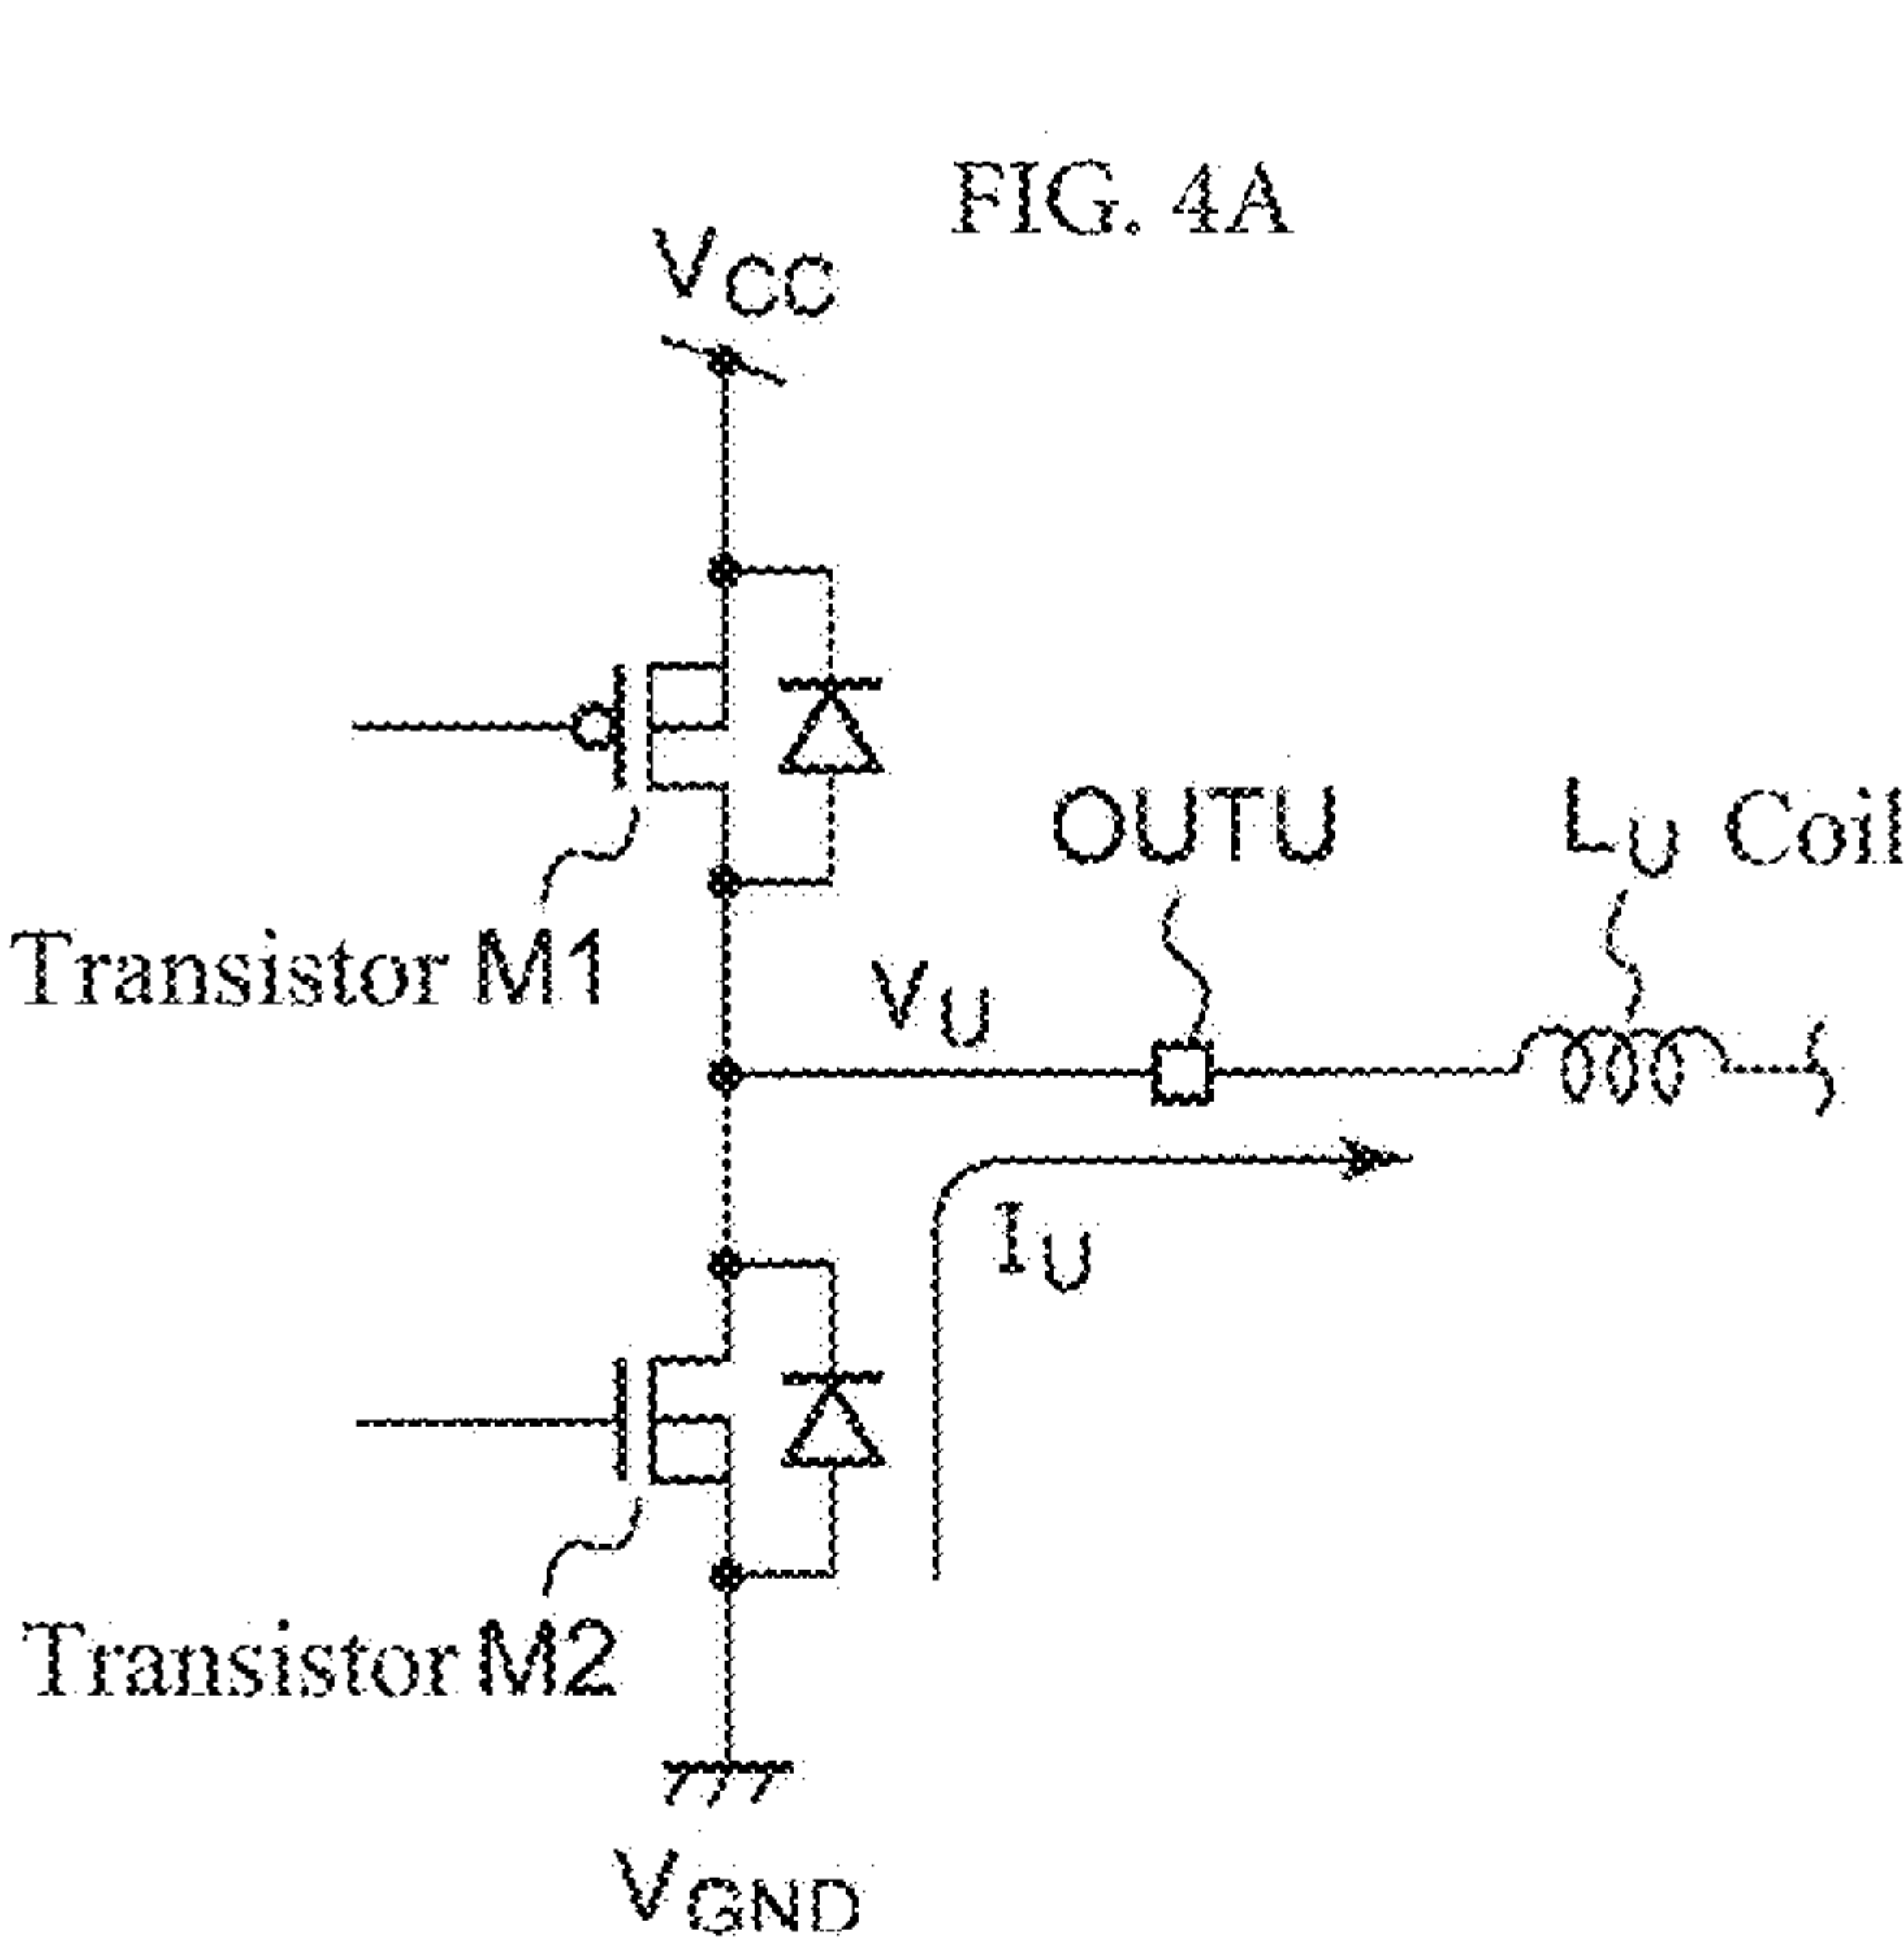 FIG. 4A
VCC
OUTU
LU Coil
Transistor M1
VU
IU
Transistor M2
VGND